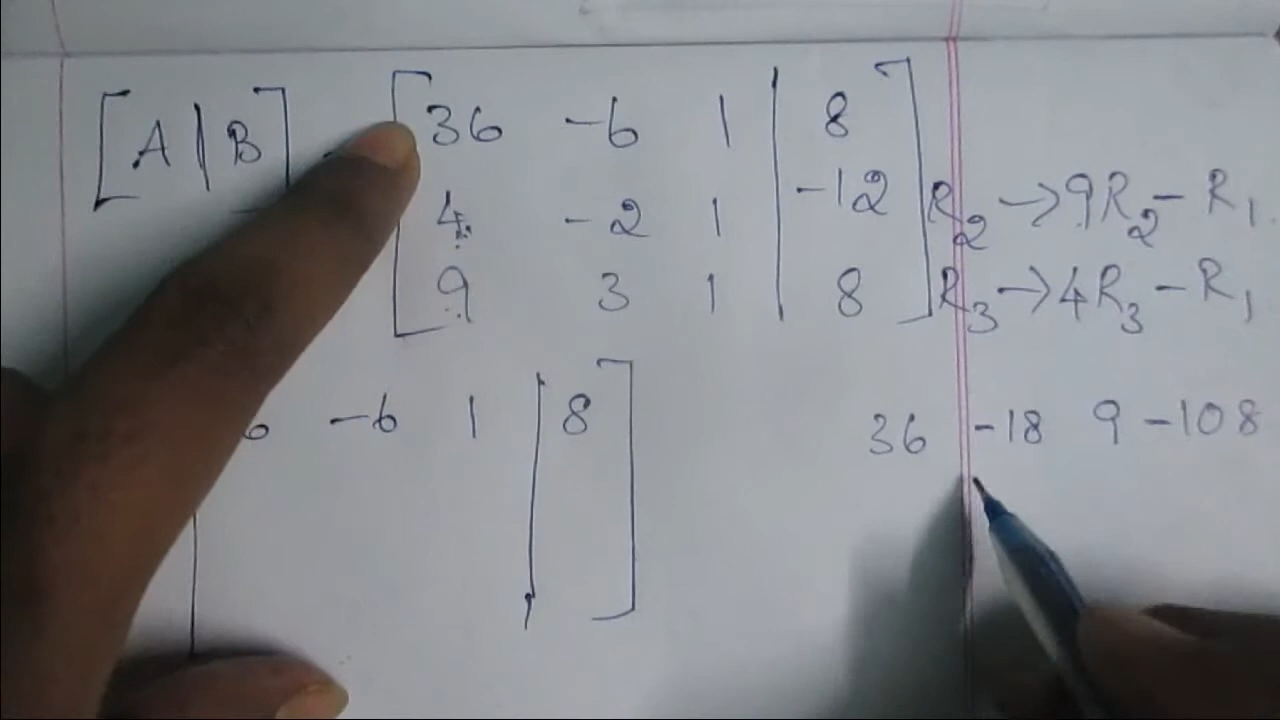 [A | B] - [36 -6 1 | 8]
[4 -2 1 | -12] R₂ → 9R₂ - R₁
[9 3 1 | 8] R₃ → 4R₃ - R₁
6 -6 1 | 8]
36 -18 9 -108